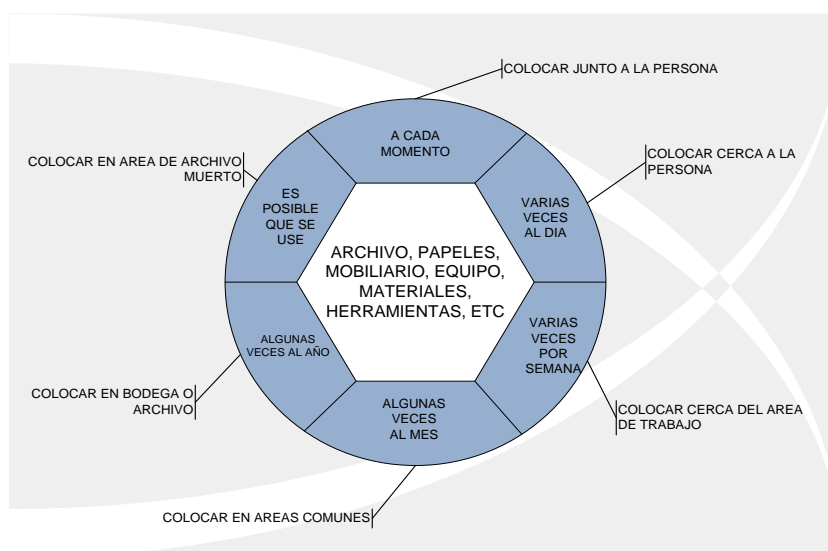 COLOCAR JUNTO A LA PERSONA
A CADA
MOMENTO
COLOCAR CERCA A LA
PERSONA
VARIAS
VECES
AL DIA
VARIAS
VECES
POR
SEMANA
COLOCAR CERCA DEL AREA
DE TRABAJO
ALGUNAS
VECES
AL MES
COLOCAR EN AREAS COMUNES
ALGUNAS
VECES AL AÑO
COLOCAR EN BODEGA O
ARCHIVO
ES
POSIBLE
QUE SE
USE
COLOCAR EN AREA DE ARCHIVO
MUERTO
ARCHIVO, PAPELES,
MOBILIARIO, EQUIPO,
MATERIALES,
HERRAMIENTAS, ETC